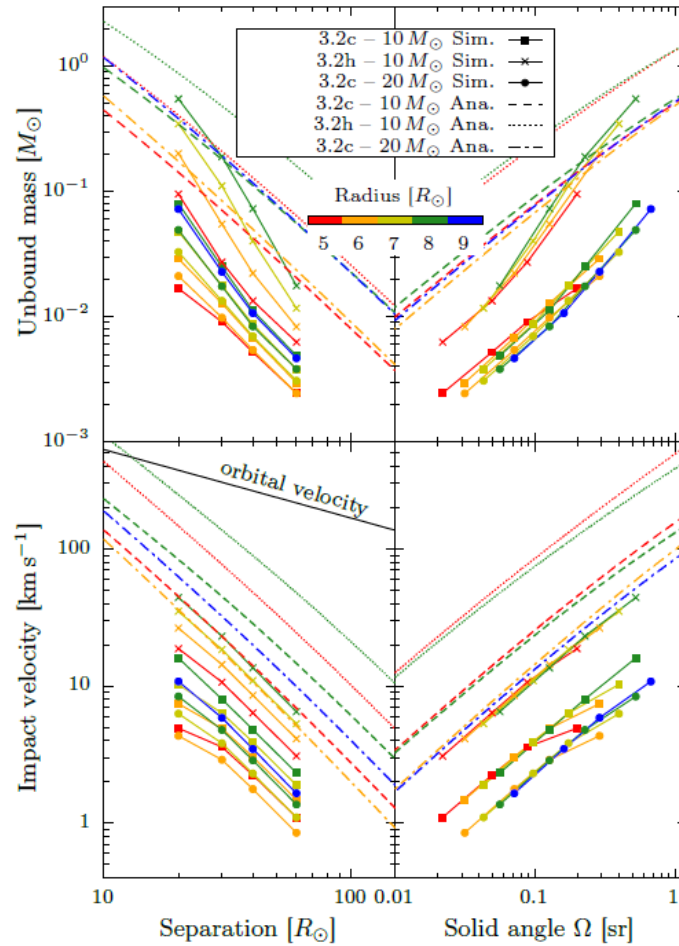 3.2c – 10 M⊙ Sim.
3.2h – 10 M⊙ Sim.
3.2c – 20 M⊙ Sim.
3.2c – 10 M⊙ Ana.
3.2h – 10 M⊙ Ana.
3.2c – 20 M⊙ Ana.
Radius [R⊙]
5 6 7 8 9
Unbound mass [M⊙]
10⁰
10⁻¹
10⁻²
10⁻³
orbital velocity
Impact velocity [km s⁻¹]
100
10
1
10 100 0.01 0.1 1
Separation [R⊙] Solid angle Ω [sr]